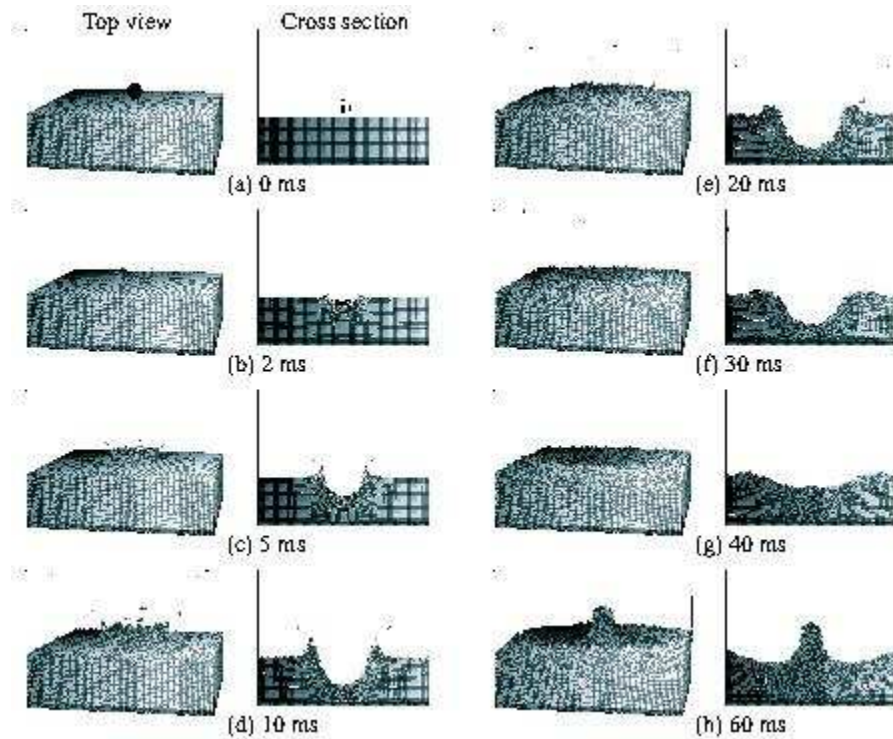 Top view Cross section
(a) 0 ms
(b) 2 ms
(c) 5 ms
(d) 10 ms
(e) 20 ms
(f) 30 ms
(g) 40 ms
(h) 60 ms